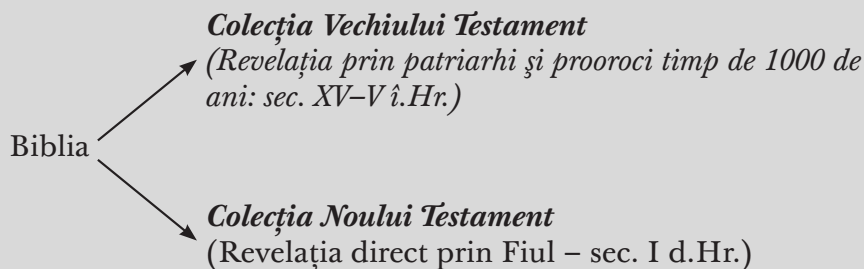 Colecția Vechiului Testament
(Revelația prin patriarhi și prooroci timp de 1000 de
ani: sec. XV–V î.Hr.)
Biblia
Colecția Noului Testament
(Revelația direct prin Fiul – sec. I d.Hr.)